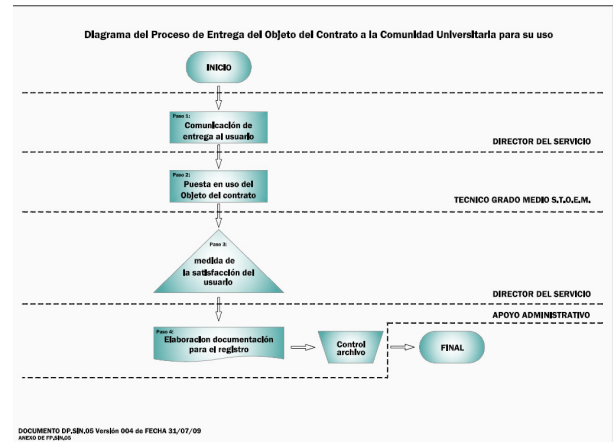 Diagrama del Proceso de Entrega del Objeto del Contrato a la Comunidad Universitaria para su uso
INICIO
Paso 1:
Comunicación de
entrega al usuario
DIRECTOR DEL SERVICIO
Paso 2:
Puesta en uso del
Objeto del contrato
TECNICO GRADO MEDIO S.T.O.E.M.
Paso 3:
medida de
la satisfacción del
usuario
DIRECTOR DEL SERVICIO
APOYO ADMINISTRATIVO
Paso 4:
Elaboracion documentación
para el registro
Control
archivo
FINAL
DOCUMENTO DP.SIN.05 Versión 004 de FECHA 31/07/09
ANEXO DE FP.SIN.05